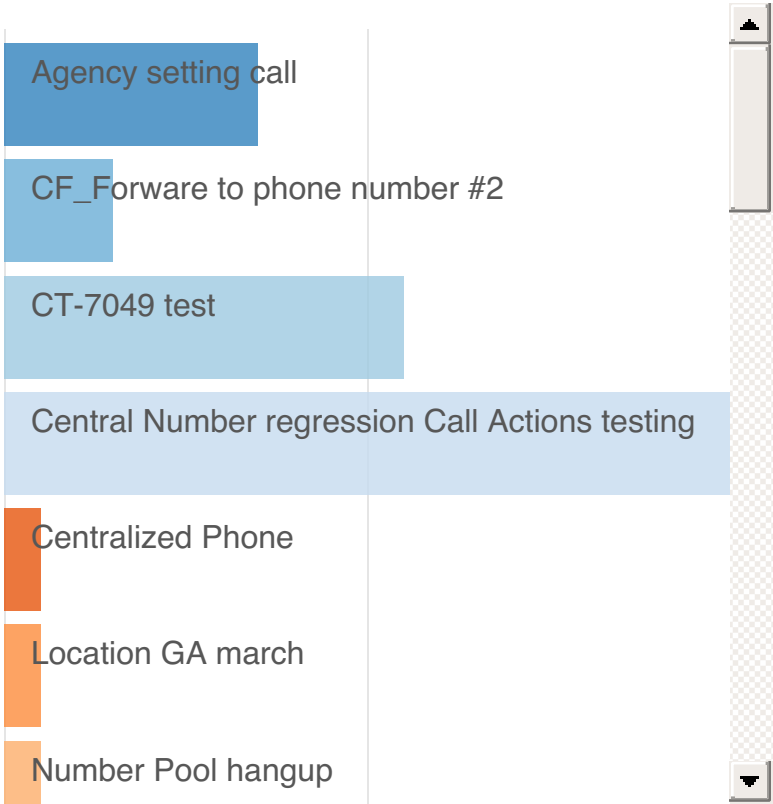 Agency setting call
CF_Forware to phone number #2
CT-7049 test
Central Number regression Call Actions testing
Centralized Phone
Location GA march
Number Pool hangup